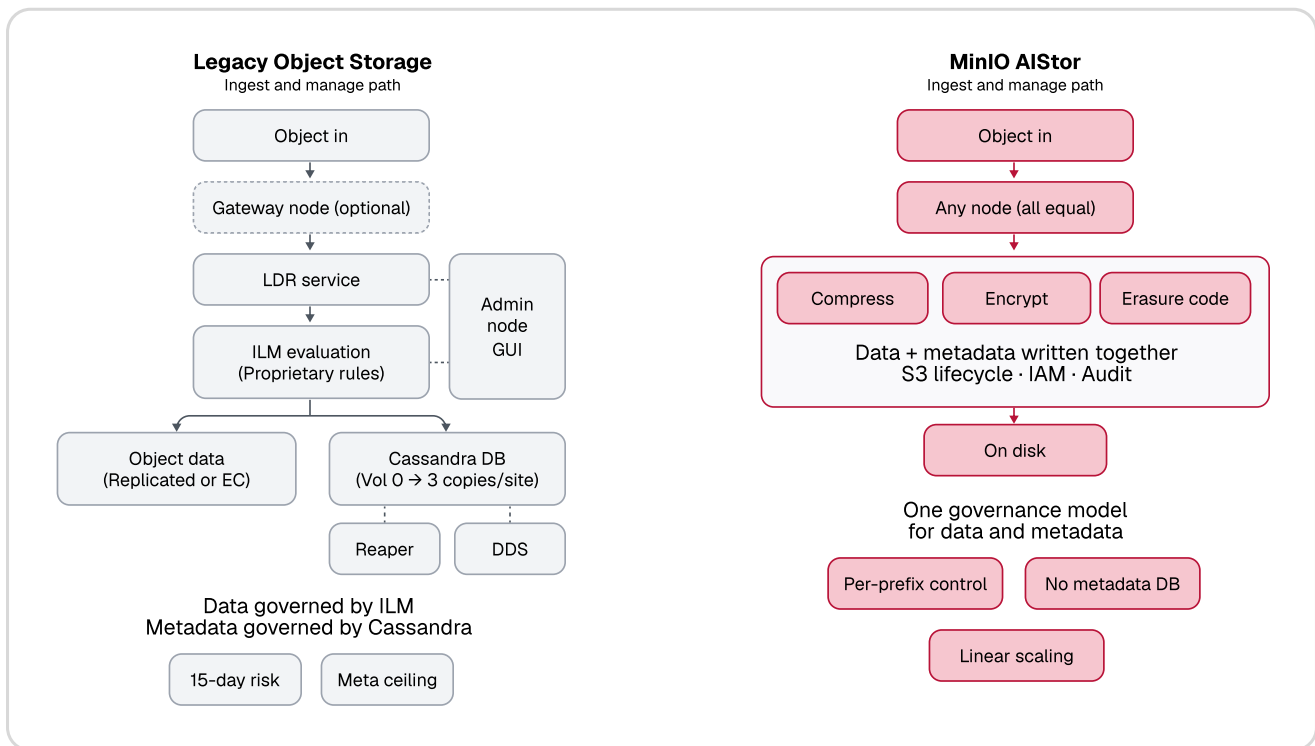 Legacy Object Storage
Ingest and manage path
Object in
Gateway node (optional)
LDR service
ILM evaluation
(Proprietary rules)
Admin
node
GUI
Object data
(Replicated or EC)
Cassandra DB
(Vol 0 → 3 copies/site)
Reaper
DDS
Data governed by ILM
Metadata governed by Cassandra
15-day risk
Meta ceiling
MinIO AIStor
Ingest and manage path
Object in
Any node (all equal)
Compress
Encrypt
Erasure code
Data + metadata written together
S3 lifecycle · IAM · Audit
On disk
One governance model
for data and metadata
Per-prefix control
No metadata DB
Linear scaling